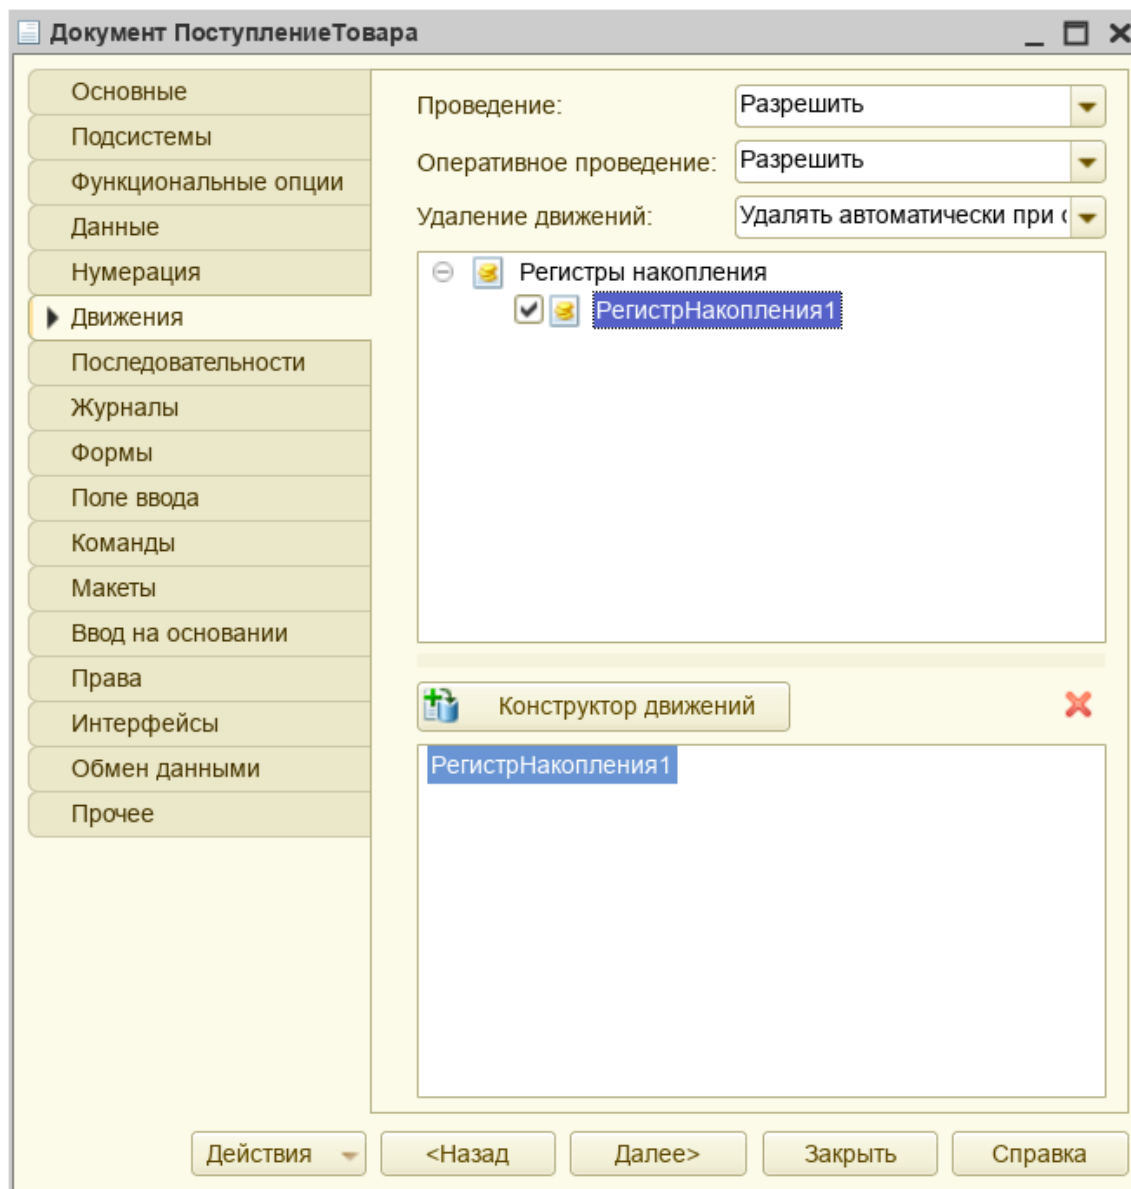 Документ ПоступлениеТовара
Основные
Подсистемы
Функциональные опции
Данные
Нумерация
Движения
Последовательности
Журналы
Формы
Поле ввода
Команды
Макеты
Ввод на основании
Права
Интерфейсы
Обмен данными
Прочее
Проведение: Разрешить
Оперативное проведение: Разрешить
Удаление движений: Удалять автоматически при
Регистры накопления
РегистрНакопления1
Конструктор движений
РегистрНакопления1
Действия <Назад Далее> Закрыть Справка